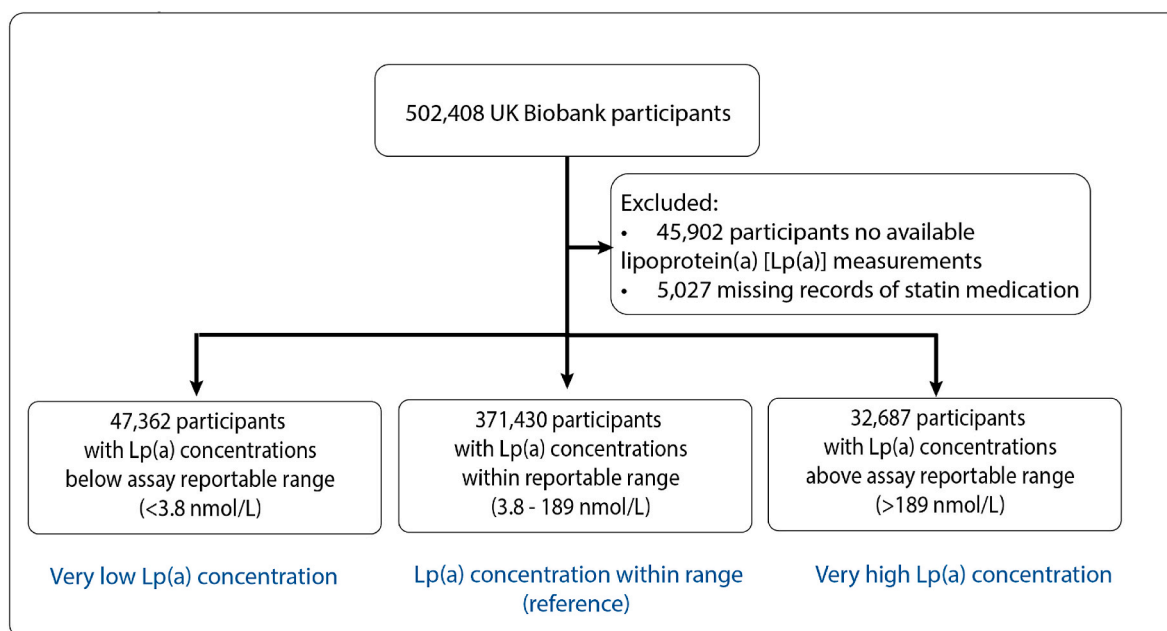 502,408 UK Biobank participants
Excluded:
• 45,902 participants no available
lipoprotein(a) [Lp(a)] measurements
• 5,027 missing records of statin medication
47,362 participants
with Lp(a) concentrations
below assay reportable range
(<3.8 nmol/L)
371,430 participants
with Lp(a) concentrations
within reportable range
(3.8 - 189 nmol/L)
32,687 participants
with Lp(a) concentrations
above assay reportable range
(>189 nmol/L)
Very low Lp(a) concentration
Lp(a) concentration within range
(reference)
Very high Lp(a) concentration